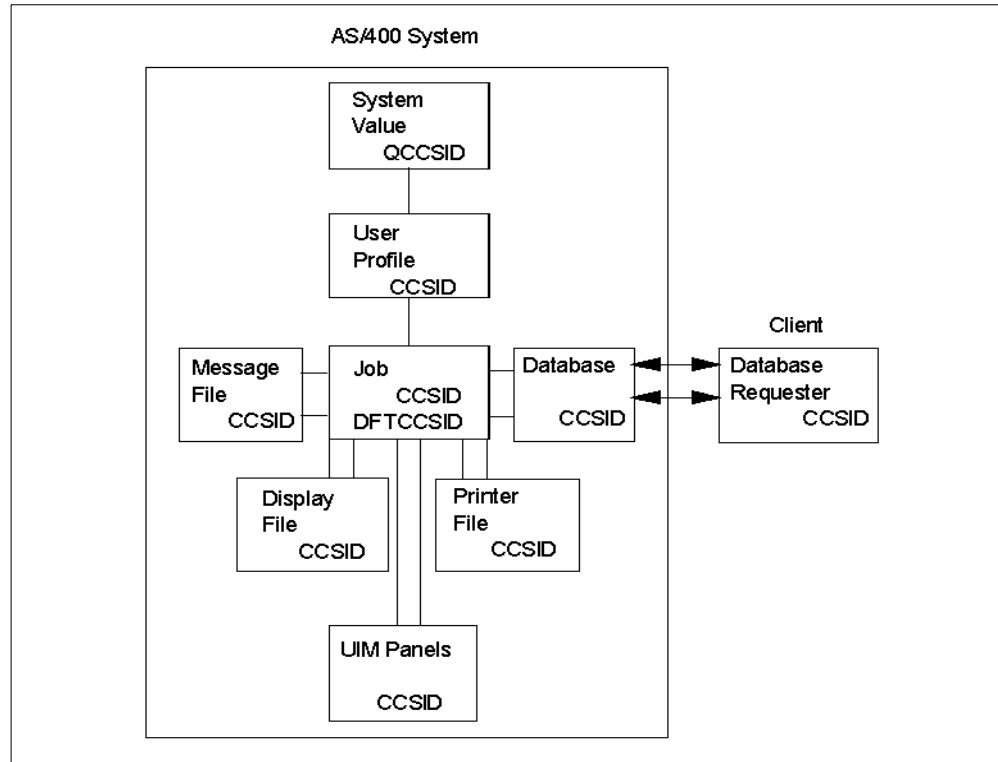 AS/400 System
System
Value
QCCSID
User
Profile
CCSID
Client
Message
File
CCSID
Job
CCSID
DFTCCSID
Database
CCSID
Database
Requester
CCSID
Display
File
CCSID
Printer
File
CCSID
UIM Panels
CCSID